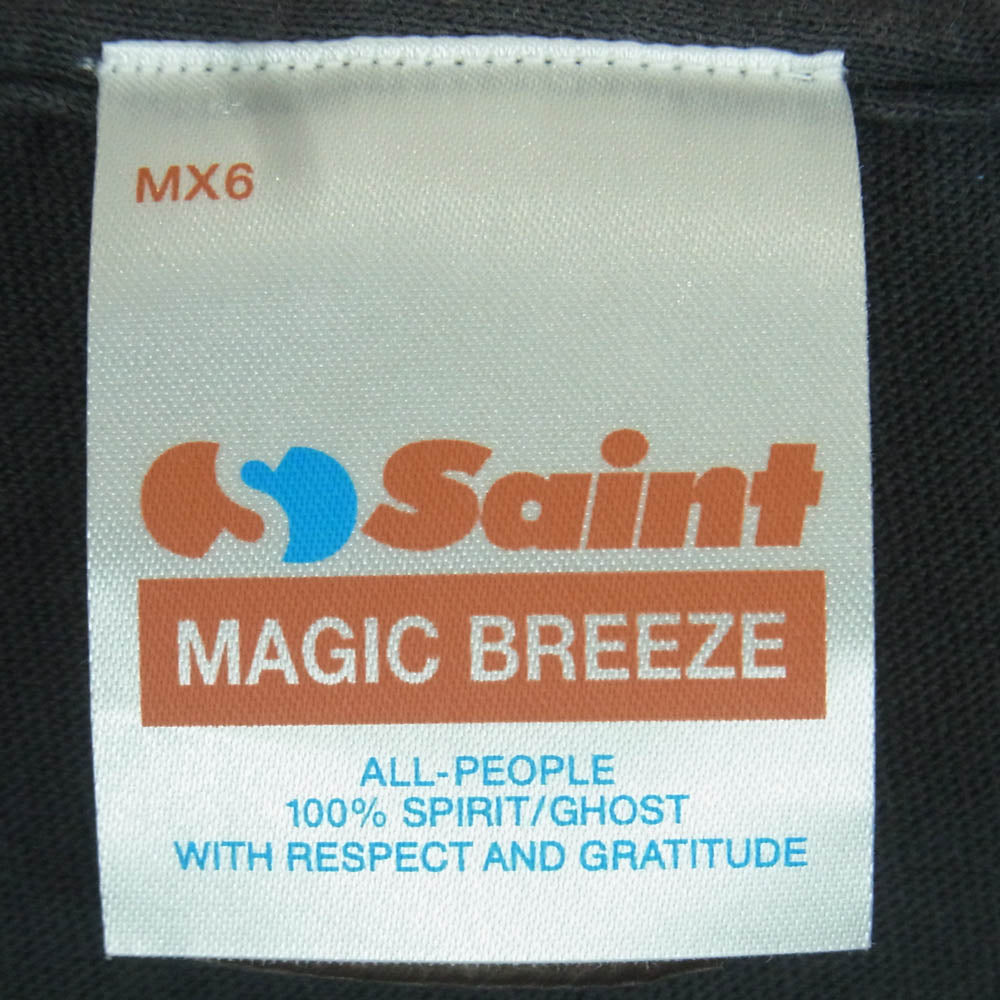 MX6
Saint
MAGIC BREEZE
ALL-PEOPLE
100% SPIRIT/GHOST
WITH RESPECT AND GRATITUDE